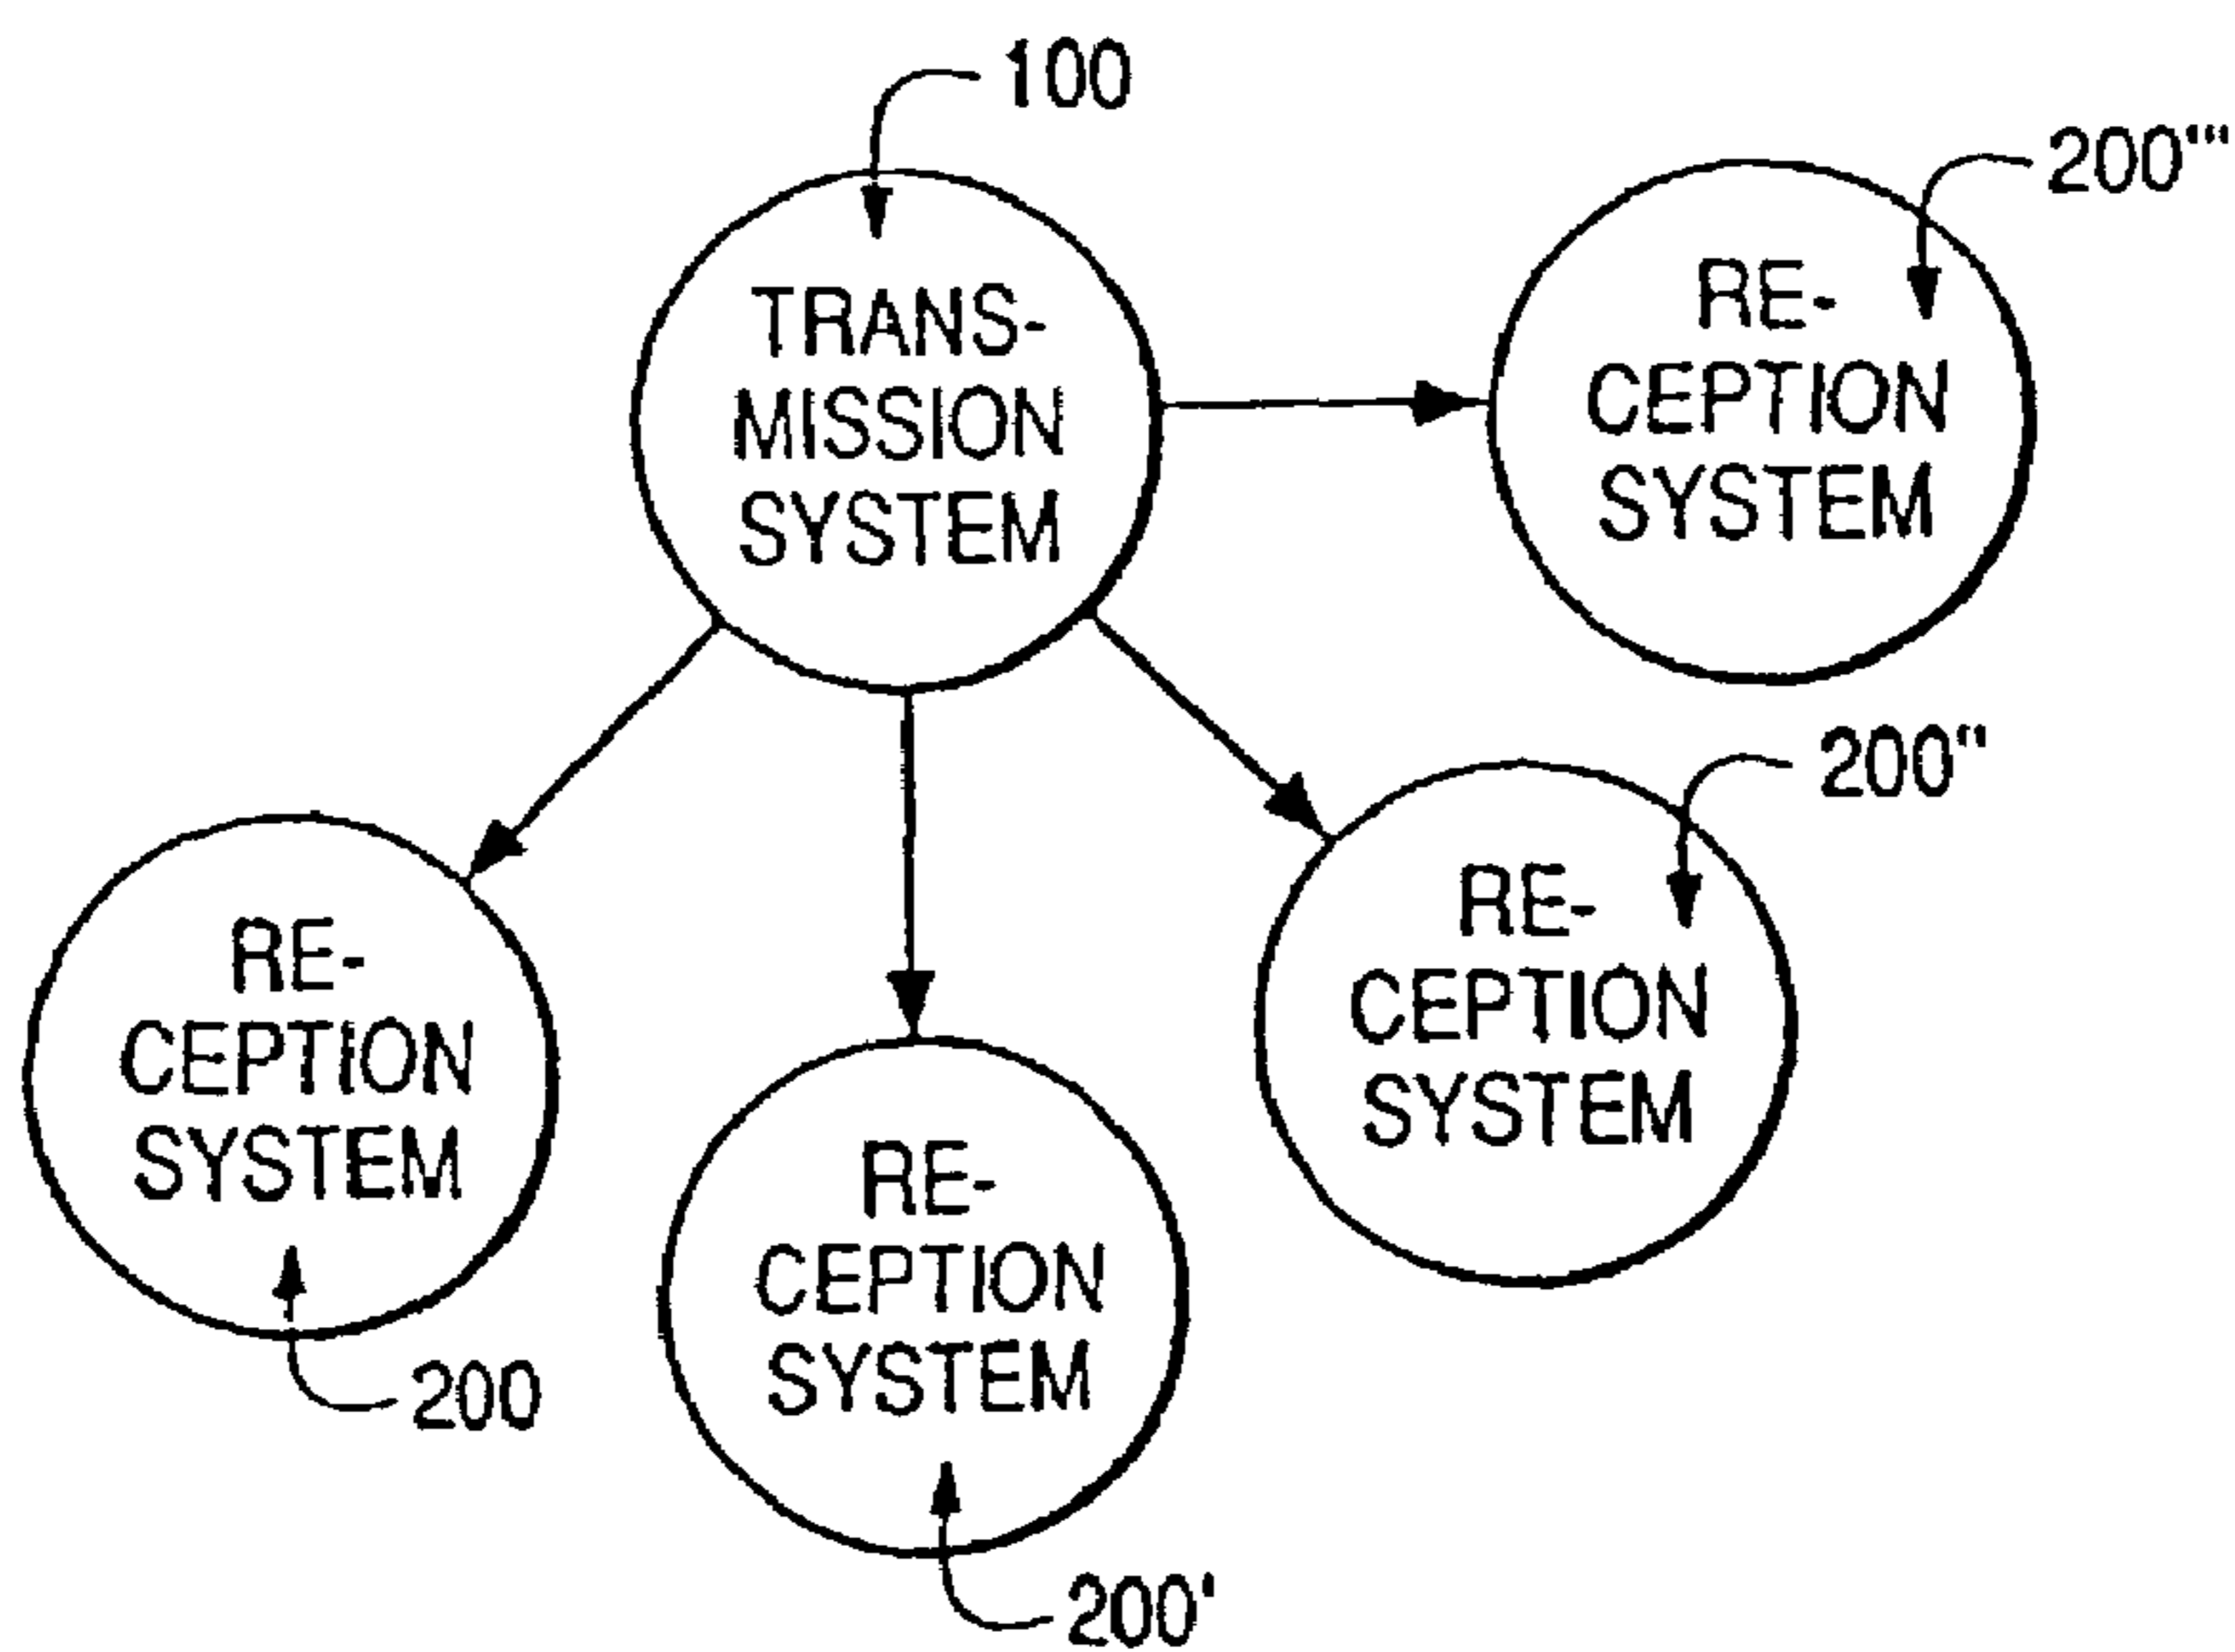 100
TRANS-
MISSION
SYSTEM
200'''
RE-
CEPTION
SYSTEM
200''
RE-
CEPTION
SYSTEM
RE-
CEPTION
SYSTEM
200
RE-
CEPTION
SYSTEM
200'